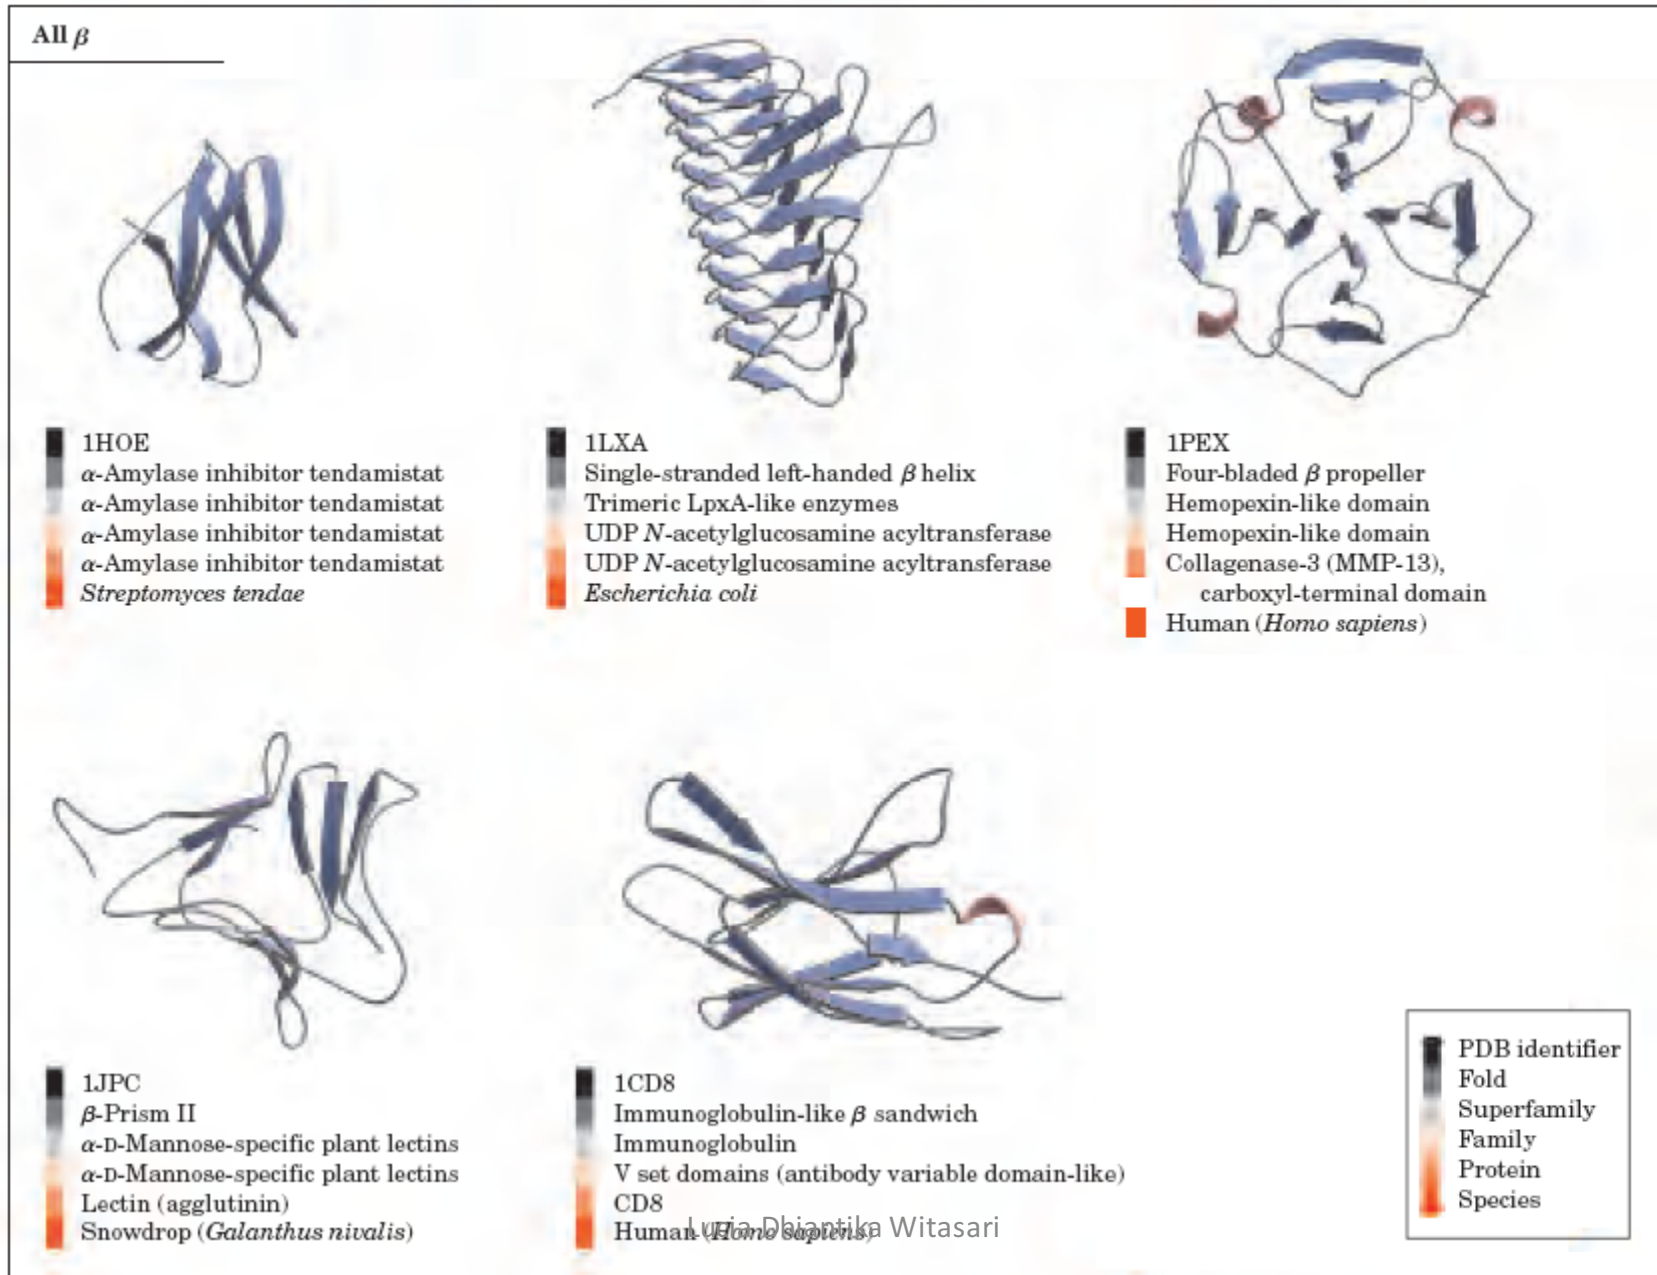 All β
1HOE
α-Amylase inhibitor tendamistat
α-Amylase inhibitor tendamistat
α-Amylase inhibitor tendamistat
α-Amylase inhibitor tendamistat
Streptomyces tendae
1LXA
Single-stranded left-handed β helix
Trimeric LpxA-like enzymes
UDP N-acetylglucosamine acyltransferase
UDP N-acetylglucosamine acyltransferase
Escherichia coli
1PEX
Four-bladed β propeller
Hemopexin-like domain
Hemopexin-like domain
Collagenase-3 (MMP-13),
carboxyl-terminal domain
Human (Homo sapiens)
1JPC
β-Prism II
α-D-Mannose-specific plant lectins
α-D-Mannose-specific plant lectins
Lectin (agglutinin)
Snowdrop (Galanthus nivalis)
1CD8
Immunoglobulin-like β sandwich
Immunoglobulin
V set domains (antibody variable domain-like)
CD8
Human (Homo sapiens)
Lucia Dhiantika Witasari
PDB identifier
Fold
Superfamily
Family
Protein
Species